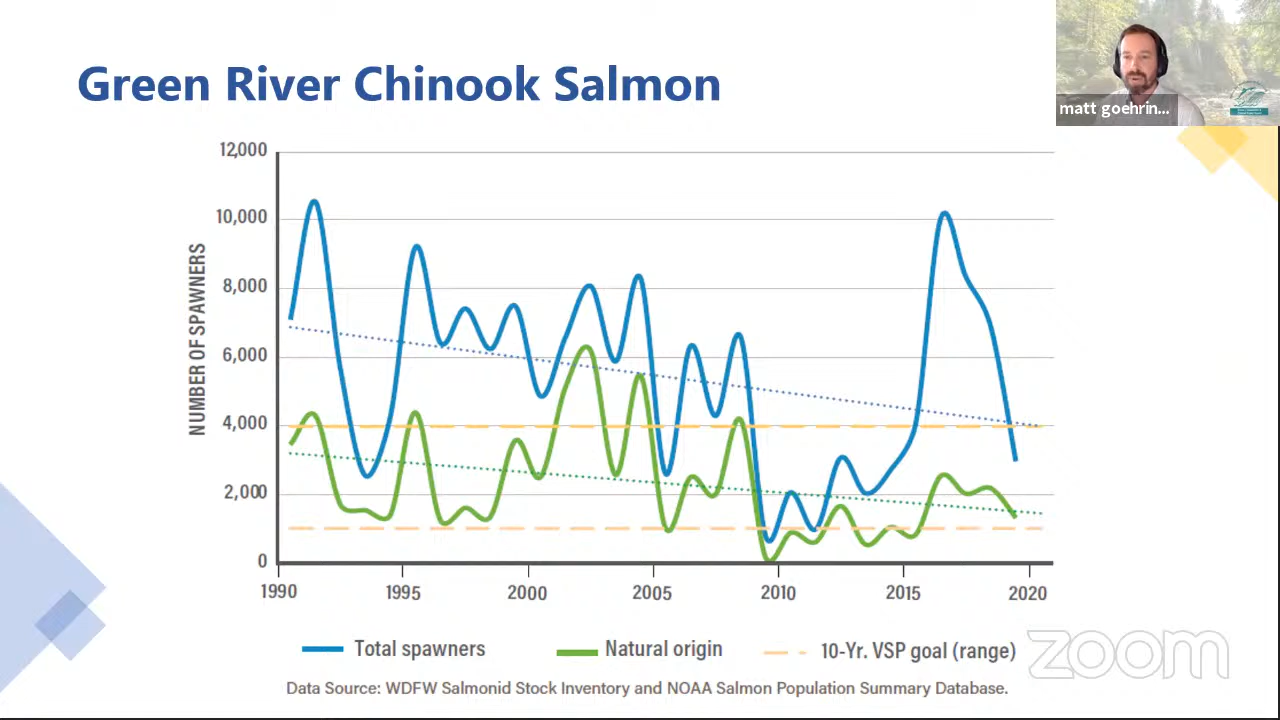 Green River Chinook Salmon
matt goehrin...
NUMBER OF SPAWNERS
12,000
10,000
8,000
6,000
4,000
2,000
0
1990
1995
2000
2005
2010
2015
2020
Total spawners
Natural origin
10-Yr. VSP goal (range)
zoom
Data Source: WDFW Salmonid Stock Inventory and NOAA Salmon Population Summary Database.